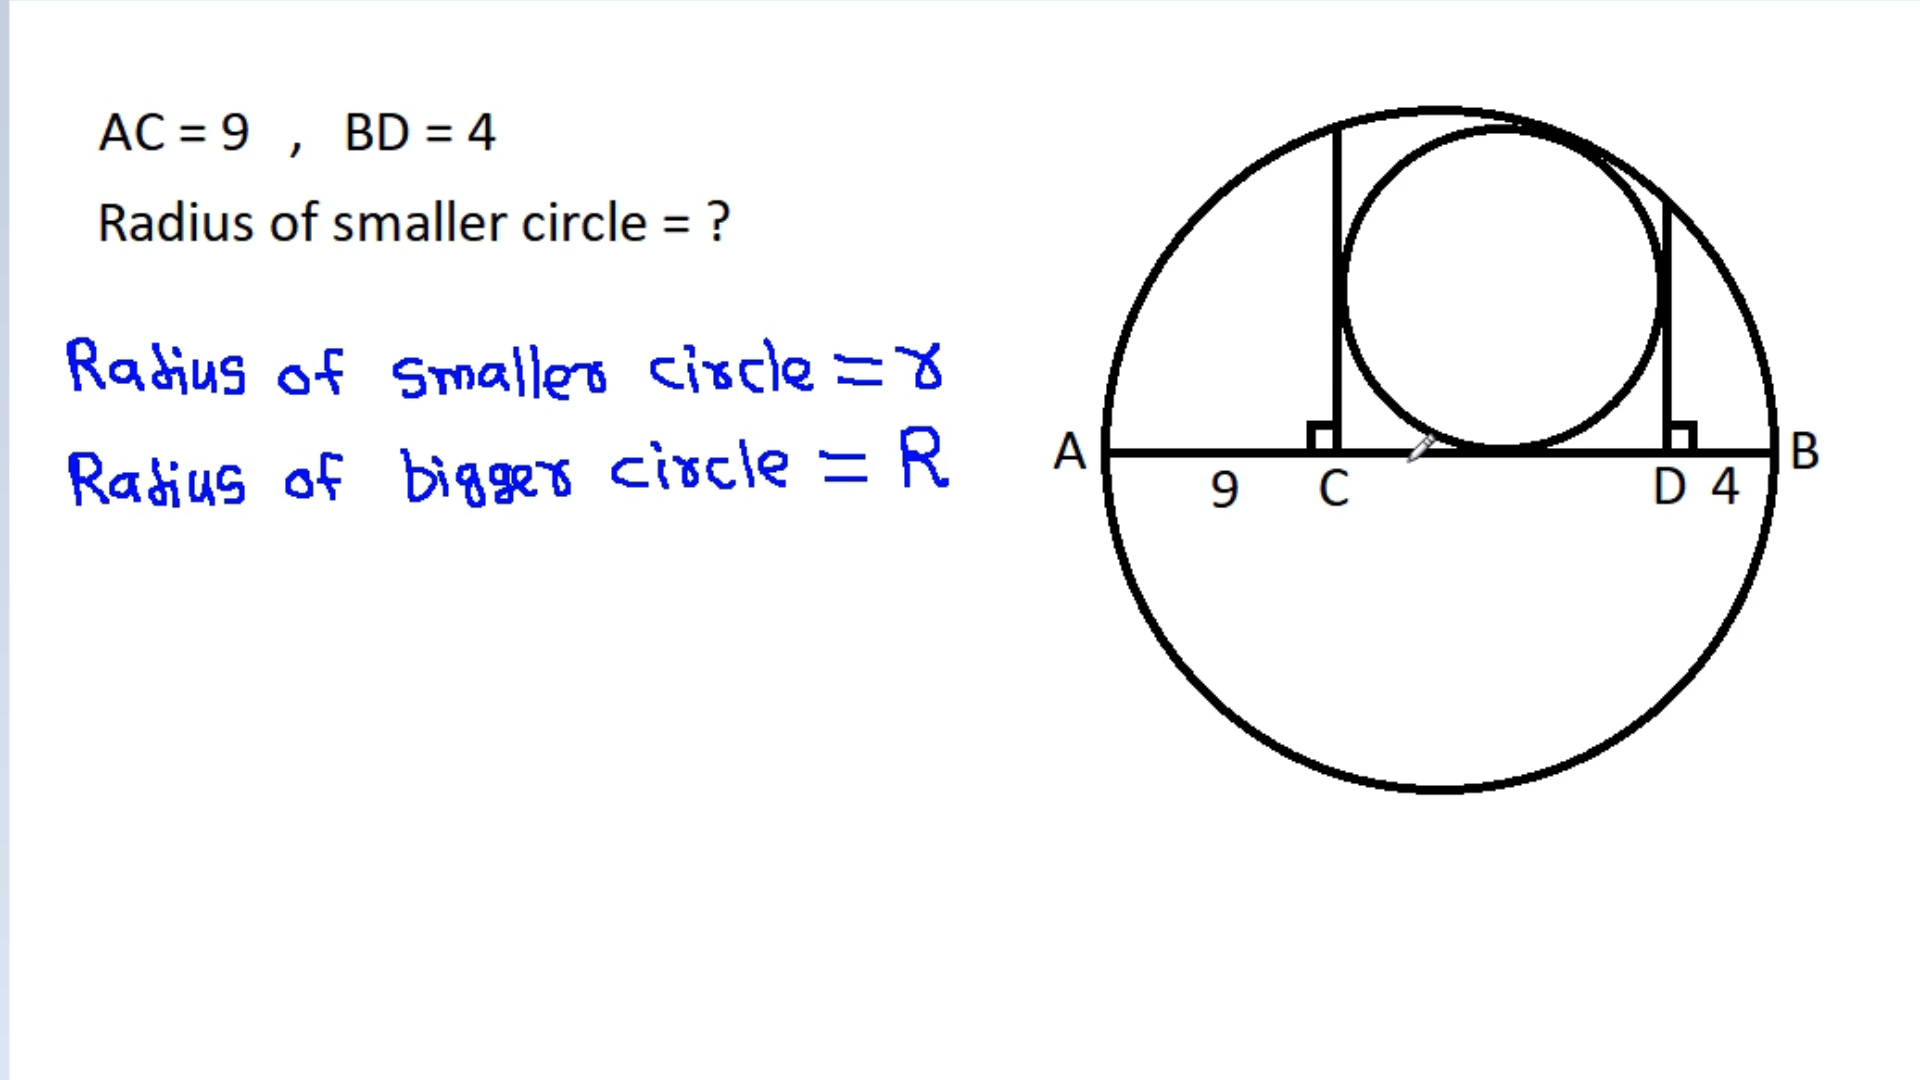 AC = 9 , BD = 4
Radius of smaller circle = ?
Radius of smaller circle = r
Radius of bigger circle = R
A B
9 C D 4